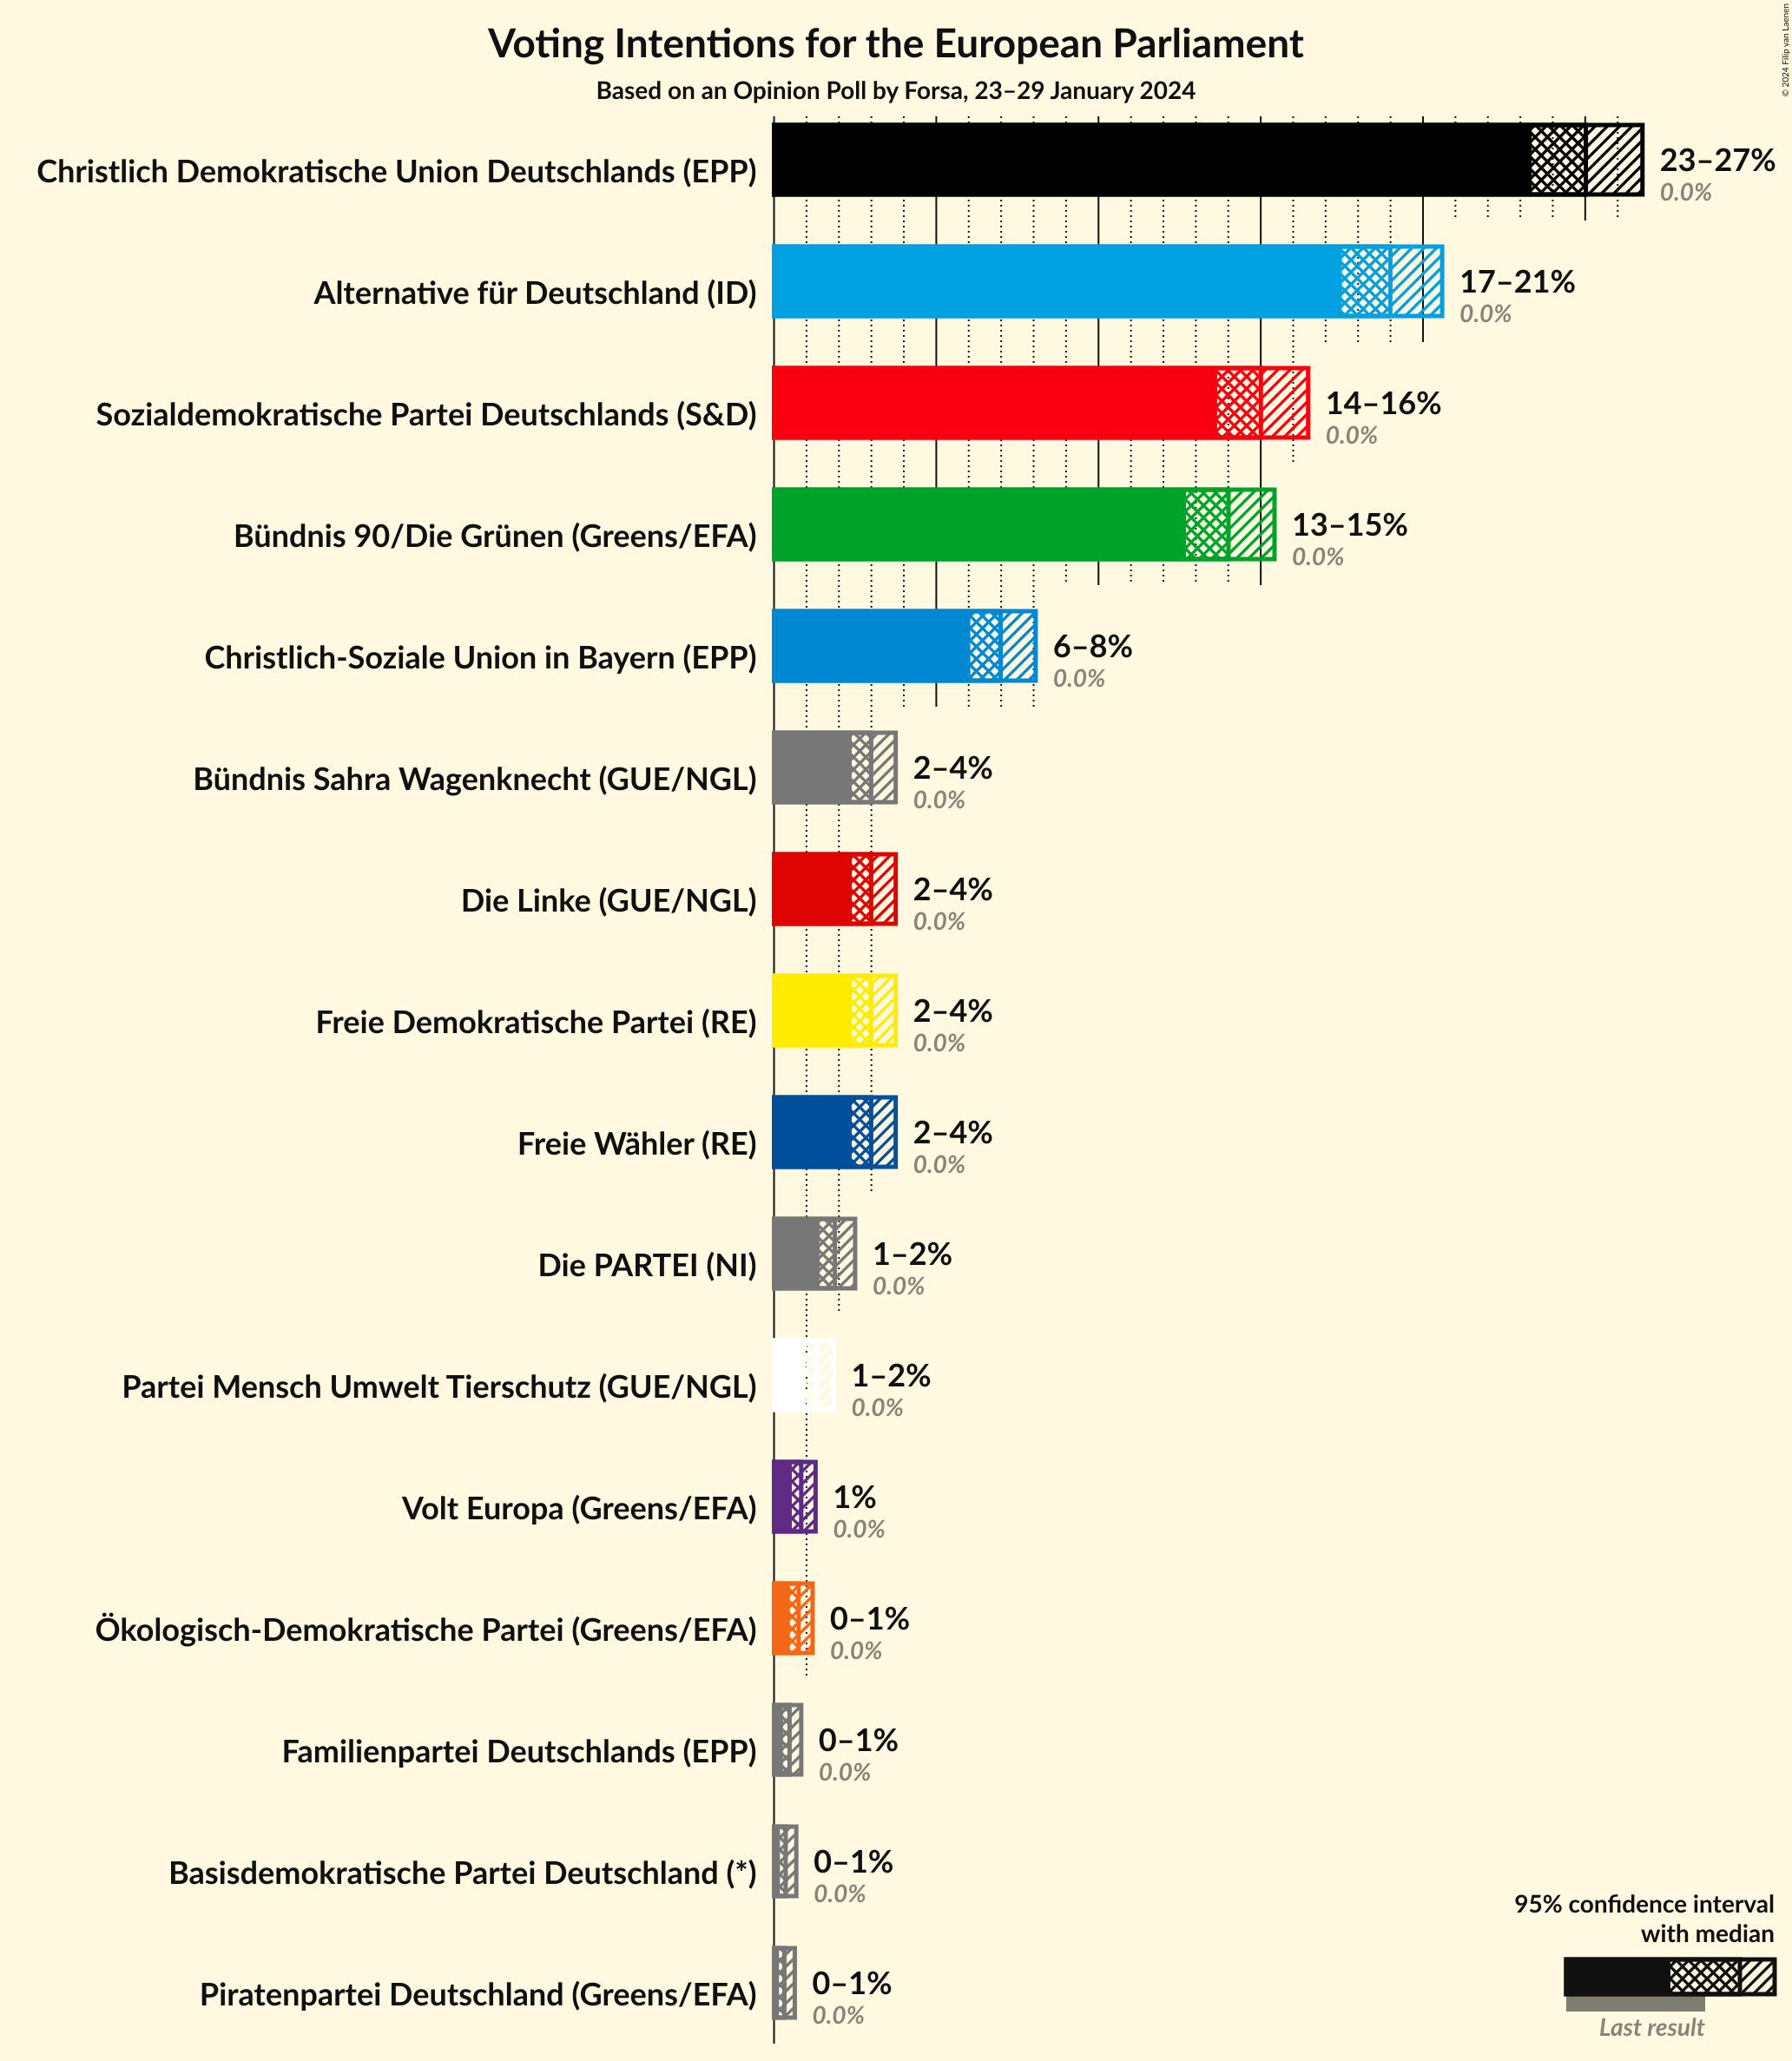 Voting Intentions for the European Parliament
Based on an Opinion Poll by Forsa, 23–29 January 2024
© 2024 Filip van Laenen
Christlich Demokratische Union Deutschlands (EPP)
23–27%
0.0%
Alternative für Deutschland (ID)
17–21%
0.0%
Sozialdemokratische Partei Deutschlands (S&D)
14–16%
0.0%
Bündnis 90/Die Grünen (Greens/EFA)
13–15%
0.0%
Christlich-Soziale Union in Bayern (EPP)
6–8%
0.0%
Bündnis Sahra Wagenknecht (GUE/NGL)
2–4%
0.0%
Die Linke (GUE/NGL)
2–4%
0.0%
Freie Demokratische Partei (RE)
2–4%
0.0%
Freie Wähler (RE)
2–4%
0.0%
Die PARTEI (NI)
1–2%
0.0%
Partei Mensch Umwelt Tierschutz (GUE/NGL)
1–2%
0.0%
Volt Europa (Greens/EFA)
1%
0.0%
Ökologisch-Demokratische Partei (Greens/EFA)
0–1%
0.0%
Familienpartei Deutschlands (EPP)
0–1%
0.0%
Basisdemokratische Partei Deutschland (*)
0–1%
0.0%
Piratenpartei Deutschland (Greens/EFA)
0–1%
0.0%
95% confidence interval
with median
Last result